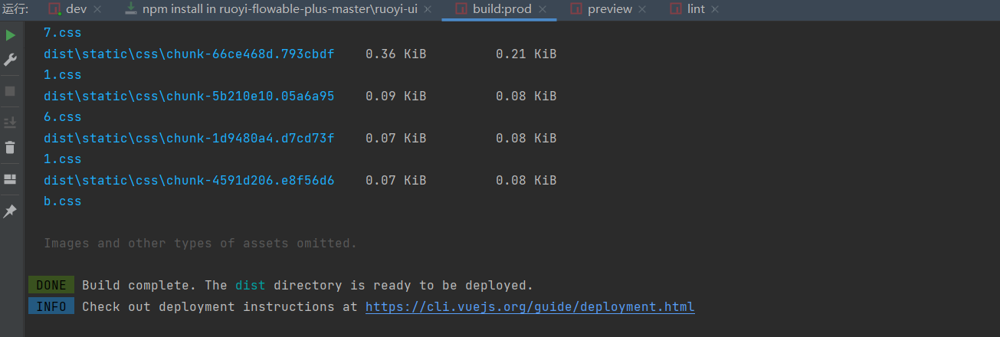 运行: dev npm install in ruoyi-flowable-plus-master\ruoyi-ui build:prod preview lint
7.css
dist\static\css\chunk-66ce468d.793cbdf 0.36 KiB 0.21 KiB
1.css
dist\static\css\chunk-5b210e10.05a6a95 0.09 KiB 0.08 KiB
6.css
dist\static\css\chunk-1d9480a4.d7cd73f 0.07 KiB 0.08 KiB
1.css
dist\static\css\chunk-4591d206.e8f56d6 0.07 KiB 0.08 KiB
b.css
Images and other types of assets omitted.
DONE Build complete. The dist directory is ready to be deployed.
INFO Check out deployment instructions at https://cli.vuejs.org/guide/deployment.html